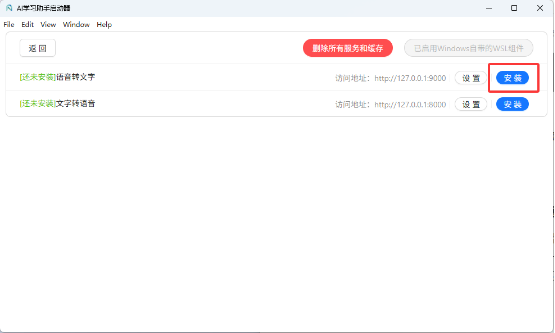 AI学习助手启动器
File Edit View Window Help
返 回 删除所有服务和缓存 已启用Windows自带的WSL组件
[还未安装]语音转文字 访问地址：http://127.0.0.1:9000 设 置 安 装
[还未安装]文字转语音 访问地址：http://127.0.0.1:8000 设 置 安 装